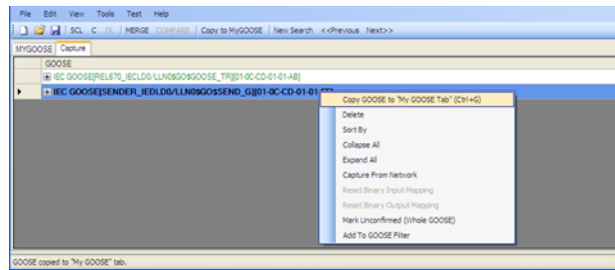 File Edit View Tools Test Help
SCL C DL MERGE COMPARE Copy to MyGOOSE New Search <<Previous Next>>
MYGOOSE Capture
GOOSE
IEC GOOSE[REL670_IECLD0/LLN0$GO$GOOSE_TR][01-0C-CD-01-01-AB]
IEC GOOSE[SENDER_IEDLD0/LLN0$GO$SEND_G][01-0C-CD-01-01-FF]
Copy GOOSE to "My GOOSE Tab" (Ctrl+G)
Delete
Sort By
Collapse All
Expand All
Capture From Network
Reset Binary Input Mapping
Reset Binary Output Mapping
Mark Unconfirmed (Whole GOOSE)
Add To GOOSE Filter
GOOSE copied to "My GOOSE" tab.